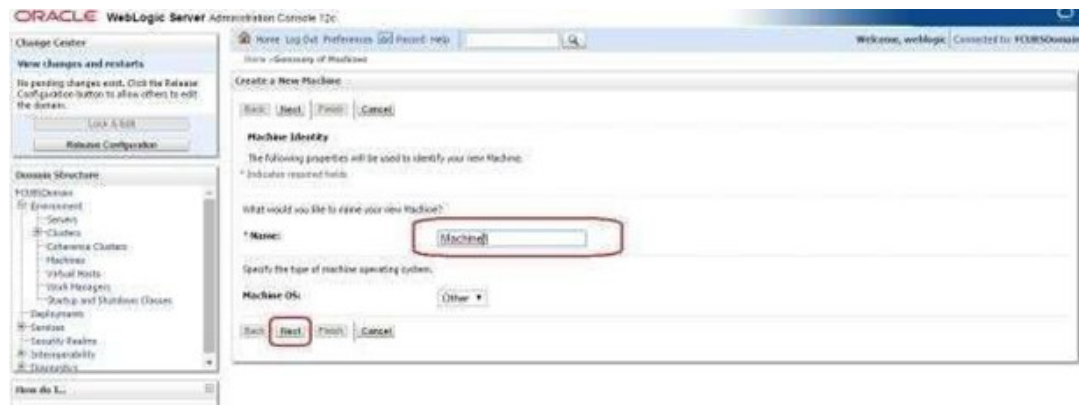 ORACLE WebLogic Server Administration Console 12c
Change Center
View changes and restarts
No pending changes exist. Click the Release
Configuration button to allow others to edit
the domain.
Lock & Edit
Release Configuration
Domain Structure
FCUBSDomain
Environment
Servers
Clusters
Coherence Clusters
Machines
Virtual Hosts
Work Managers
Startup and Shutdown Classes
Deployments
Services
Security Realms
Interoperability
Diagnostics
How do I...
Home Log Out Preferences Record Help
Welcome, weblogic Connected to: FCUBSDomain
Home >Summary of Machines
Create a New Machine
Back Next Finish Cancel
Machine Identity
The following properties will be used to identify your new Machine.
* Indicates required fields
What would you like to name your new Machine?
* Name:
Specify the type of machine operating system.
Machine OS: Other
Back Next Finish Cancel